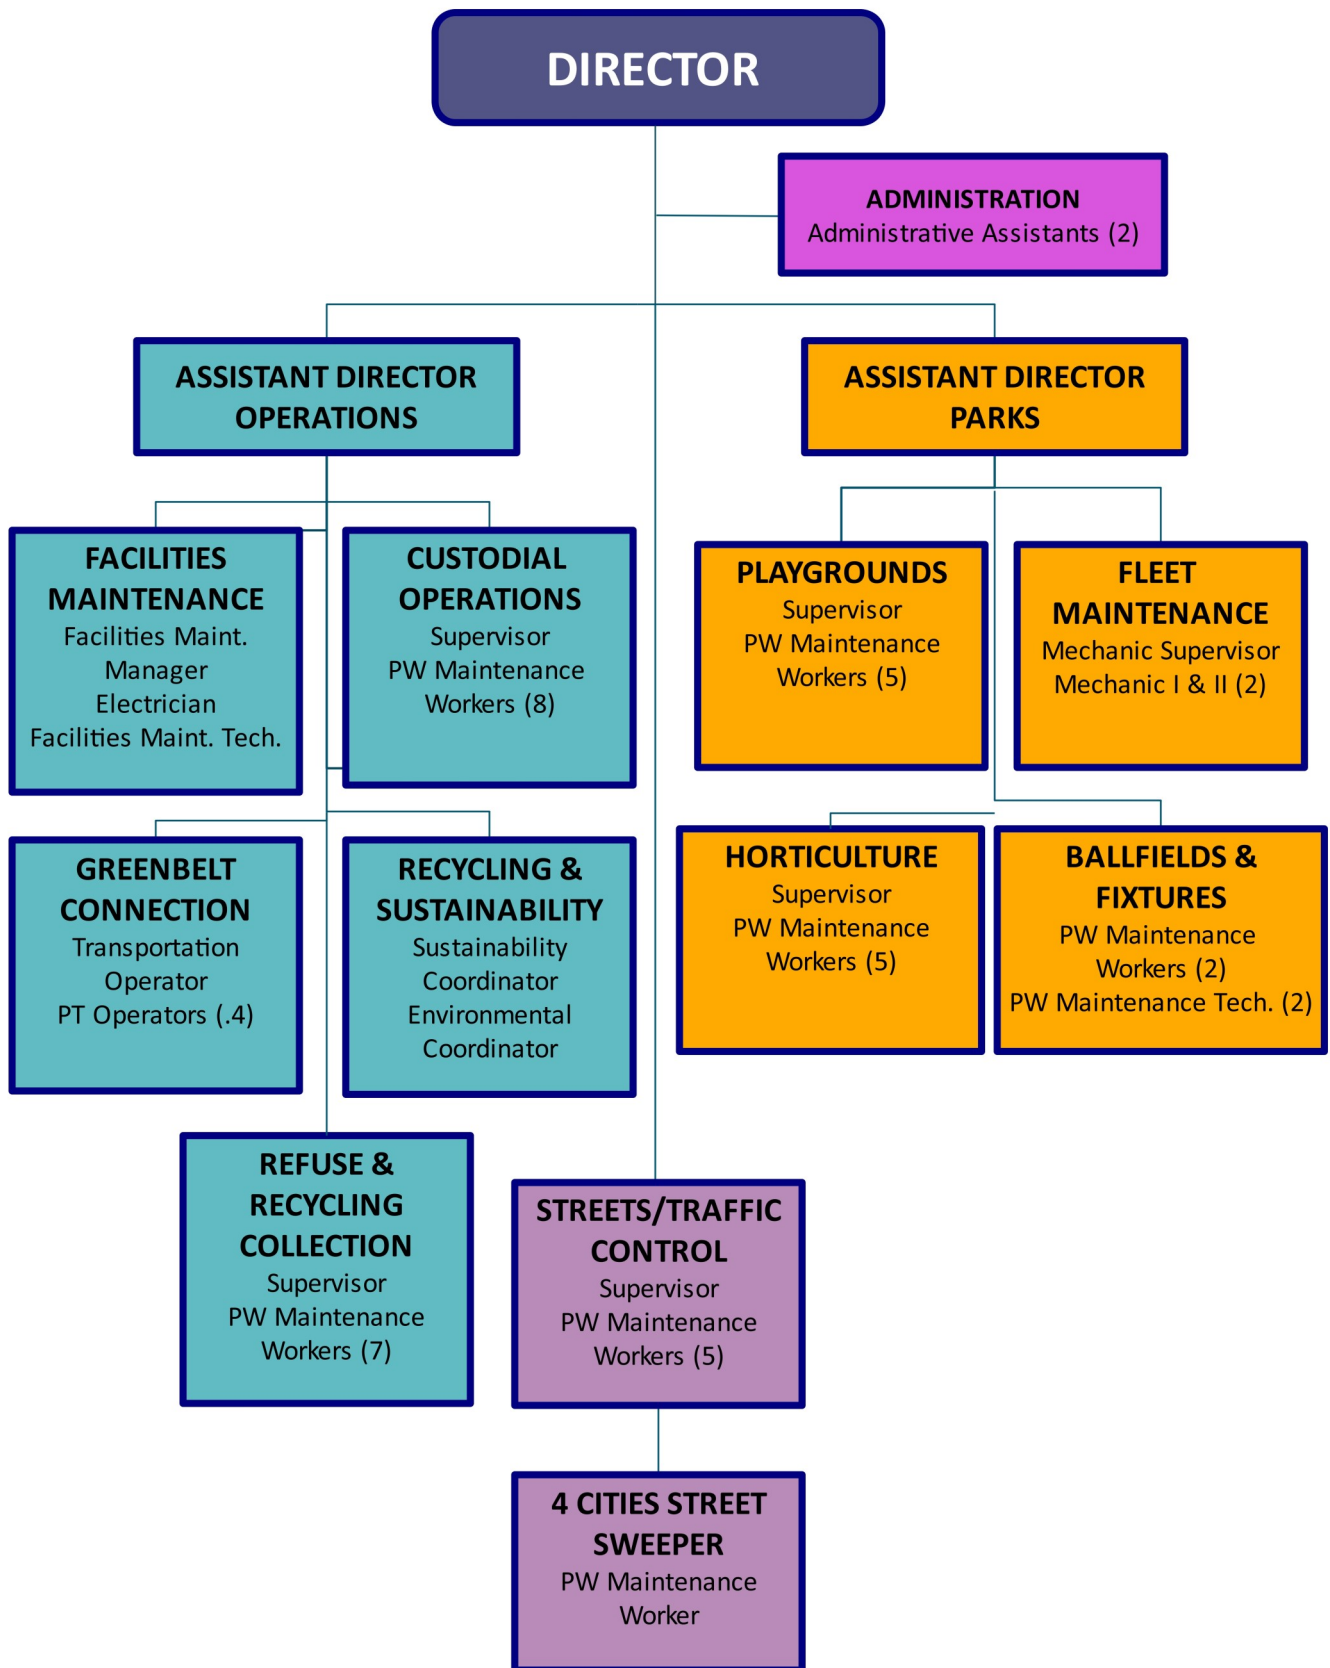 DIRECTOR
ADMINISTRATION
Administrative Assistants (2)
ASSISTANT DIRECTOR
OPERATIONS
ASSISTANT DIRECTOR
PARKS
FACILITIES
MAINTENANCE
Facilities Maint.
Manager
Electrician
Facilities Maint. Tech.
CUSTODIAL
OPERATIONS
Supervisor
PW Maintenance
Workers (8)
PLAYGROUNDS
Supervisor
PW Maintenance
Workers (5)
FLEET
MAINTENANCE
Mechanic Supervisor
Mechanic I & II (2)
GREENBELT
CONNECTION
Transportation
Operator
PT Operators (.4)
RECYCLING &
SUSTAINABILITY
Sustainability
Coordinator
Environmental
Coordinator
HORTICULTURE
Supervisor
PW Maintenance
Workers (5)
BALLFIELDS &
FIXTURES
PW Maintenance
Workers (2)
PW Maintenance Tech. (2)
REFUSE &
RECYCLING
COLLECTION
Supervisor
PW Maintenance
Workers (7)
STREETS/TRAFFIC
CONTROL
Supervisor
PW Maintenance
Workers (5)
4 CITIES STREET
SWEEPER
PW Maintenance
Worker